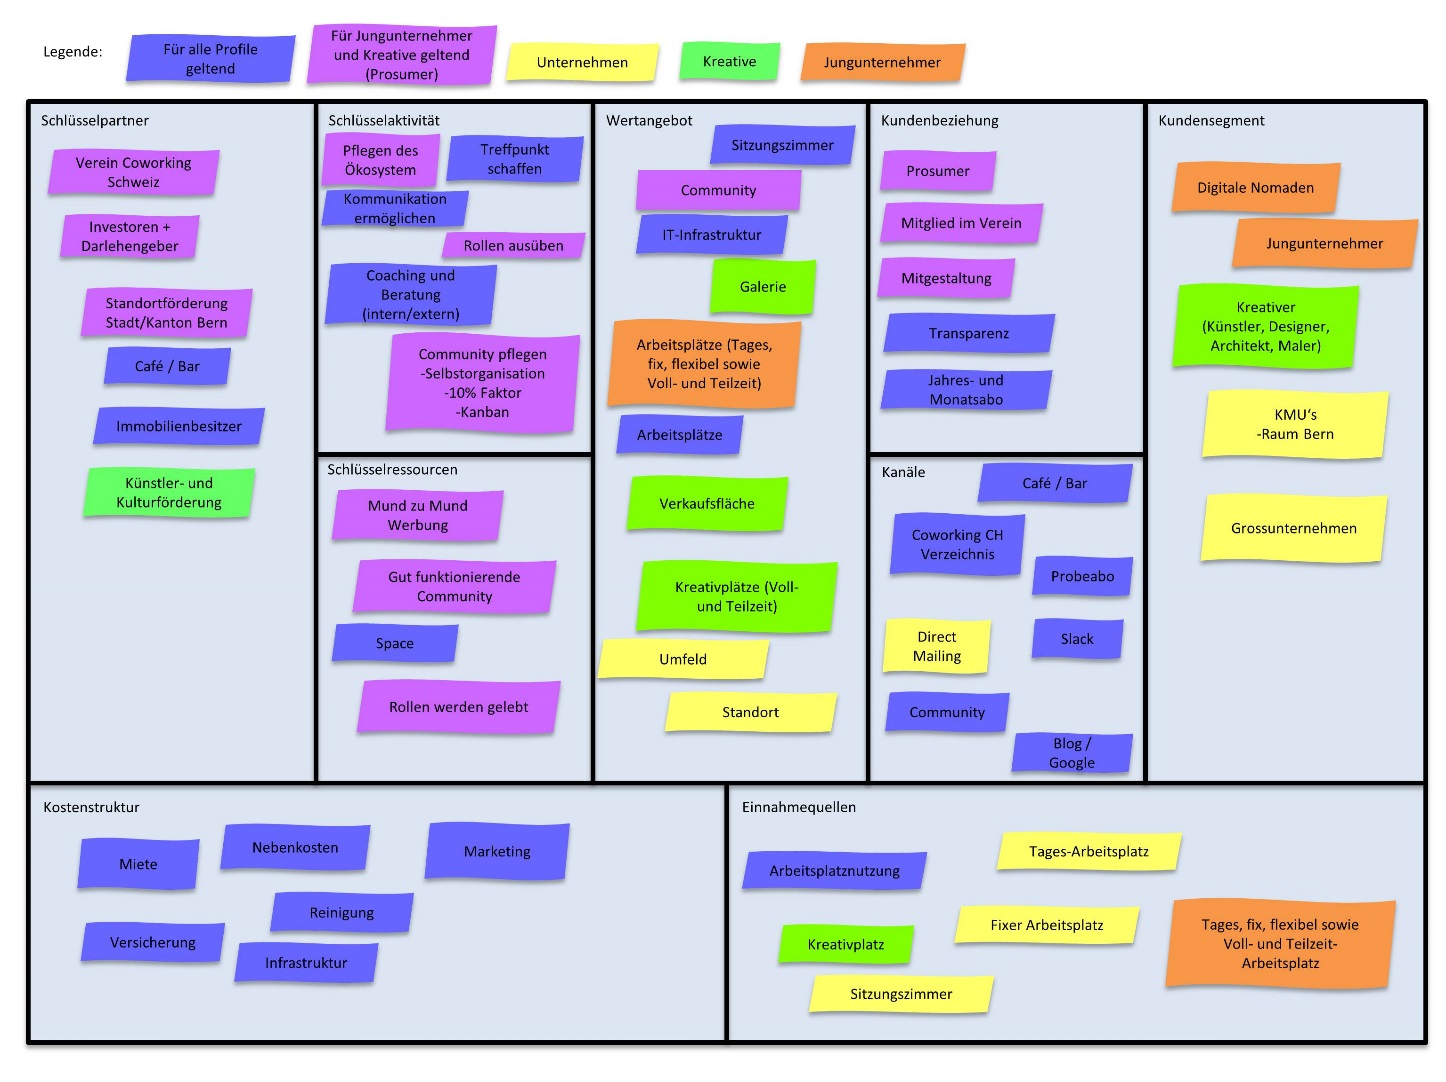 Legende:
Für alle Profile
geltend
Für Jungunternehmer
und Kreative geltend
(Prosumer)
Unternehmen
Kreative
Jungunternehmer
Schlüsselpartner
Verein Coworking
Schweiz
Investoren +
Darlehengeber
Standortförderung
Stadt/Kanton Bern
Café / Bar
Immobilienbesitzer
Künstler- und
Kulturförderung
Schlüsselaktivität
Pflegen des
Ökosystem
Treffpunkt
schaffen
Kommunikation
ermöglichen
Rollen ausüben
Coaching und
Beratung
(intern/extern)
Community pflegen
-Selbstorganisation
-10% Faktor
-Kanban
Schlüsselressourcen
Mund zu Mund
Werbung
Gut funktionierende
Community
Space
Rollen werden gelebt
Wertangebot
Sitzungszimmer
Community
IT-Infrastruktur
Galerie
Arbeitsplätze (Tages,
fix, flexibel sowie
Voll- und Teilzeit)
Arbeitsplätze
Verkaufsfläche
Kreativplätze (Voll-
und Teilzeit)
Umfeld
Standort
Kundenbeziehung
Prosumer
Mitglied im Verein
Mitgestaltung
Transparenz
Jahres- und
Monatsabo
Kanäle
Café / Bar
Coworking CH
Verzeichnis
Probeabo
Direct
Mailing
Slack
Community
Blog /
Google
Kundensegment
Digitale Nomaden
Jungunternehmer
Kreativer
(Künstler, Designer,
Architekt, Maler)
KMU‘s
-Raum Bern
Grossunternehmen
Kostenstruktur
Miete
Nebenkosten
Marketing
Reinigung
Versicherung
Infrastruktur
Einnahmequellen
Tages-Arbeitsplatz
Arbeitsplatznutzung
Fixer Arbeitsplatz
Tages, fix, flexibel sowie
Voll- und Teilzeit-
Arbeitsplatz
Kreativplatz
Sitzungszimmer